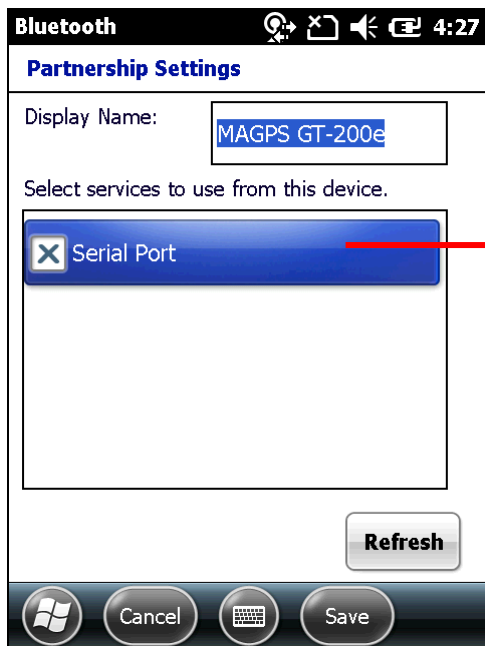 Bluetooth 4:27
Partnership Settings
Display Name:
MAGPS GT-200e
Select services to use from this device.
Serial Port
Refresh
Cancel Save